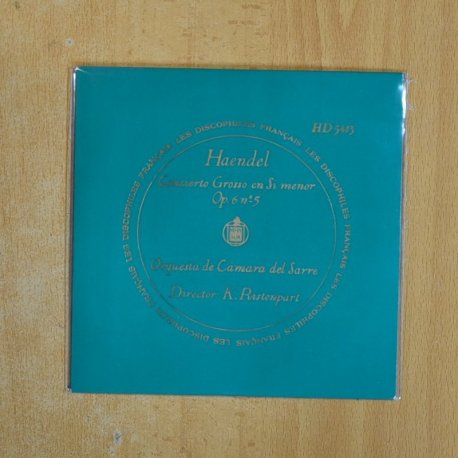 HD 5403
LES DISCOPHILES FRANÇAIS LES DISCOPHILES FRANÇAIS LES DISCOPHILES FRANÇAIS LES DISCOPHILES FRANÇAIS
Haendel
Concierto Grosso en Si menor
Op. 6 nº 5
Orquesta de Camara del Sarre
Director K. Ristenpart